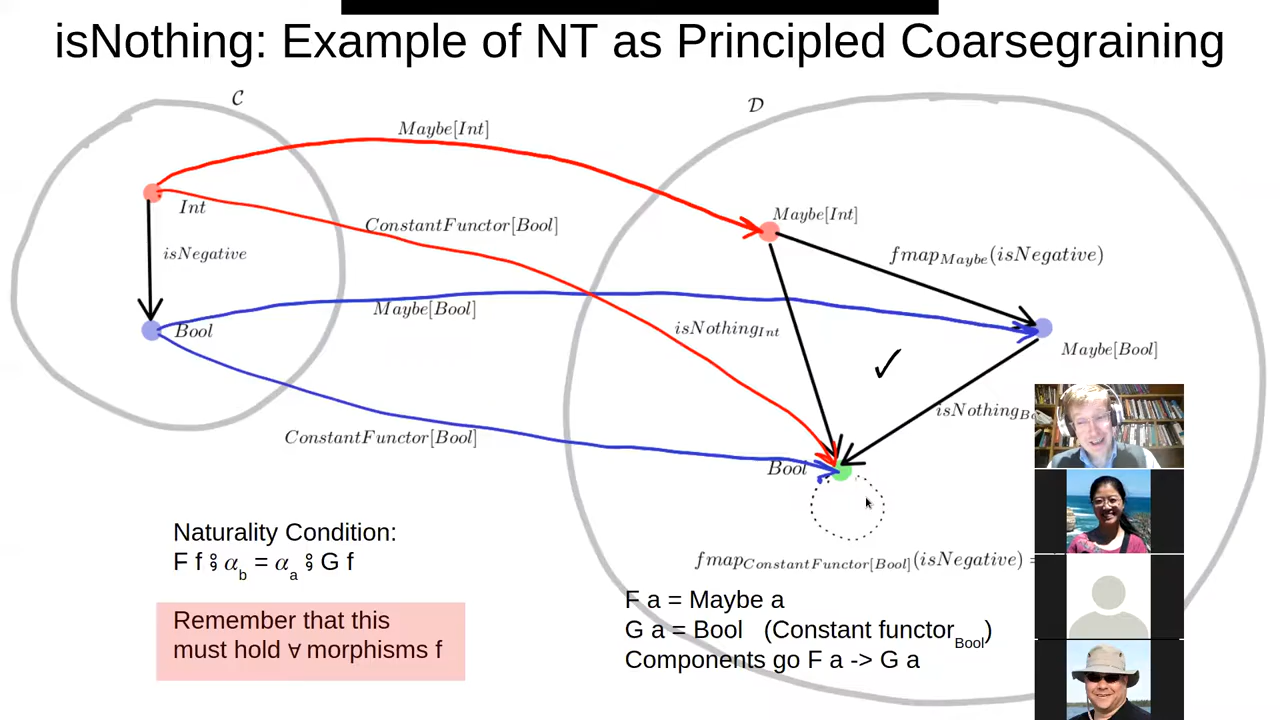 isNothing: Example of NT as Principled Coarsegraining
C
D
Maybe[Int]
Int
ConstantFunctor[Bool]
Maybe[Int]
isNegative
fmap_Maybe(isNegative)
Maybe[Bool]
Bool
isNothing_Int
✓
Maybe[Bool]
isNothing_Bo
ConstantFunctor[Bool]
Bool
Naturality Condition:
F f ⨟ α_b = α_a ⨟ G f
fmap_ConstantFunctor[Bool](isNegative) =
Remember that this
must hold ∀ morphisms f
F a = Maybe a
G a = Bool (Constant functor_Bool)
Components go F a -> G a